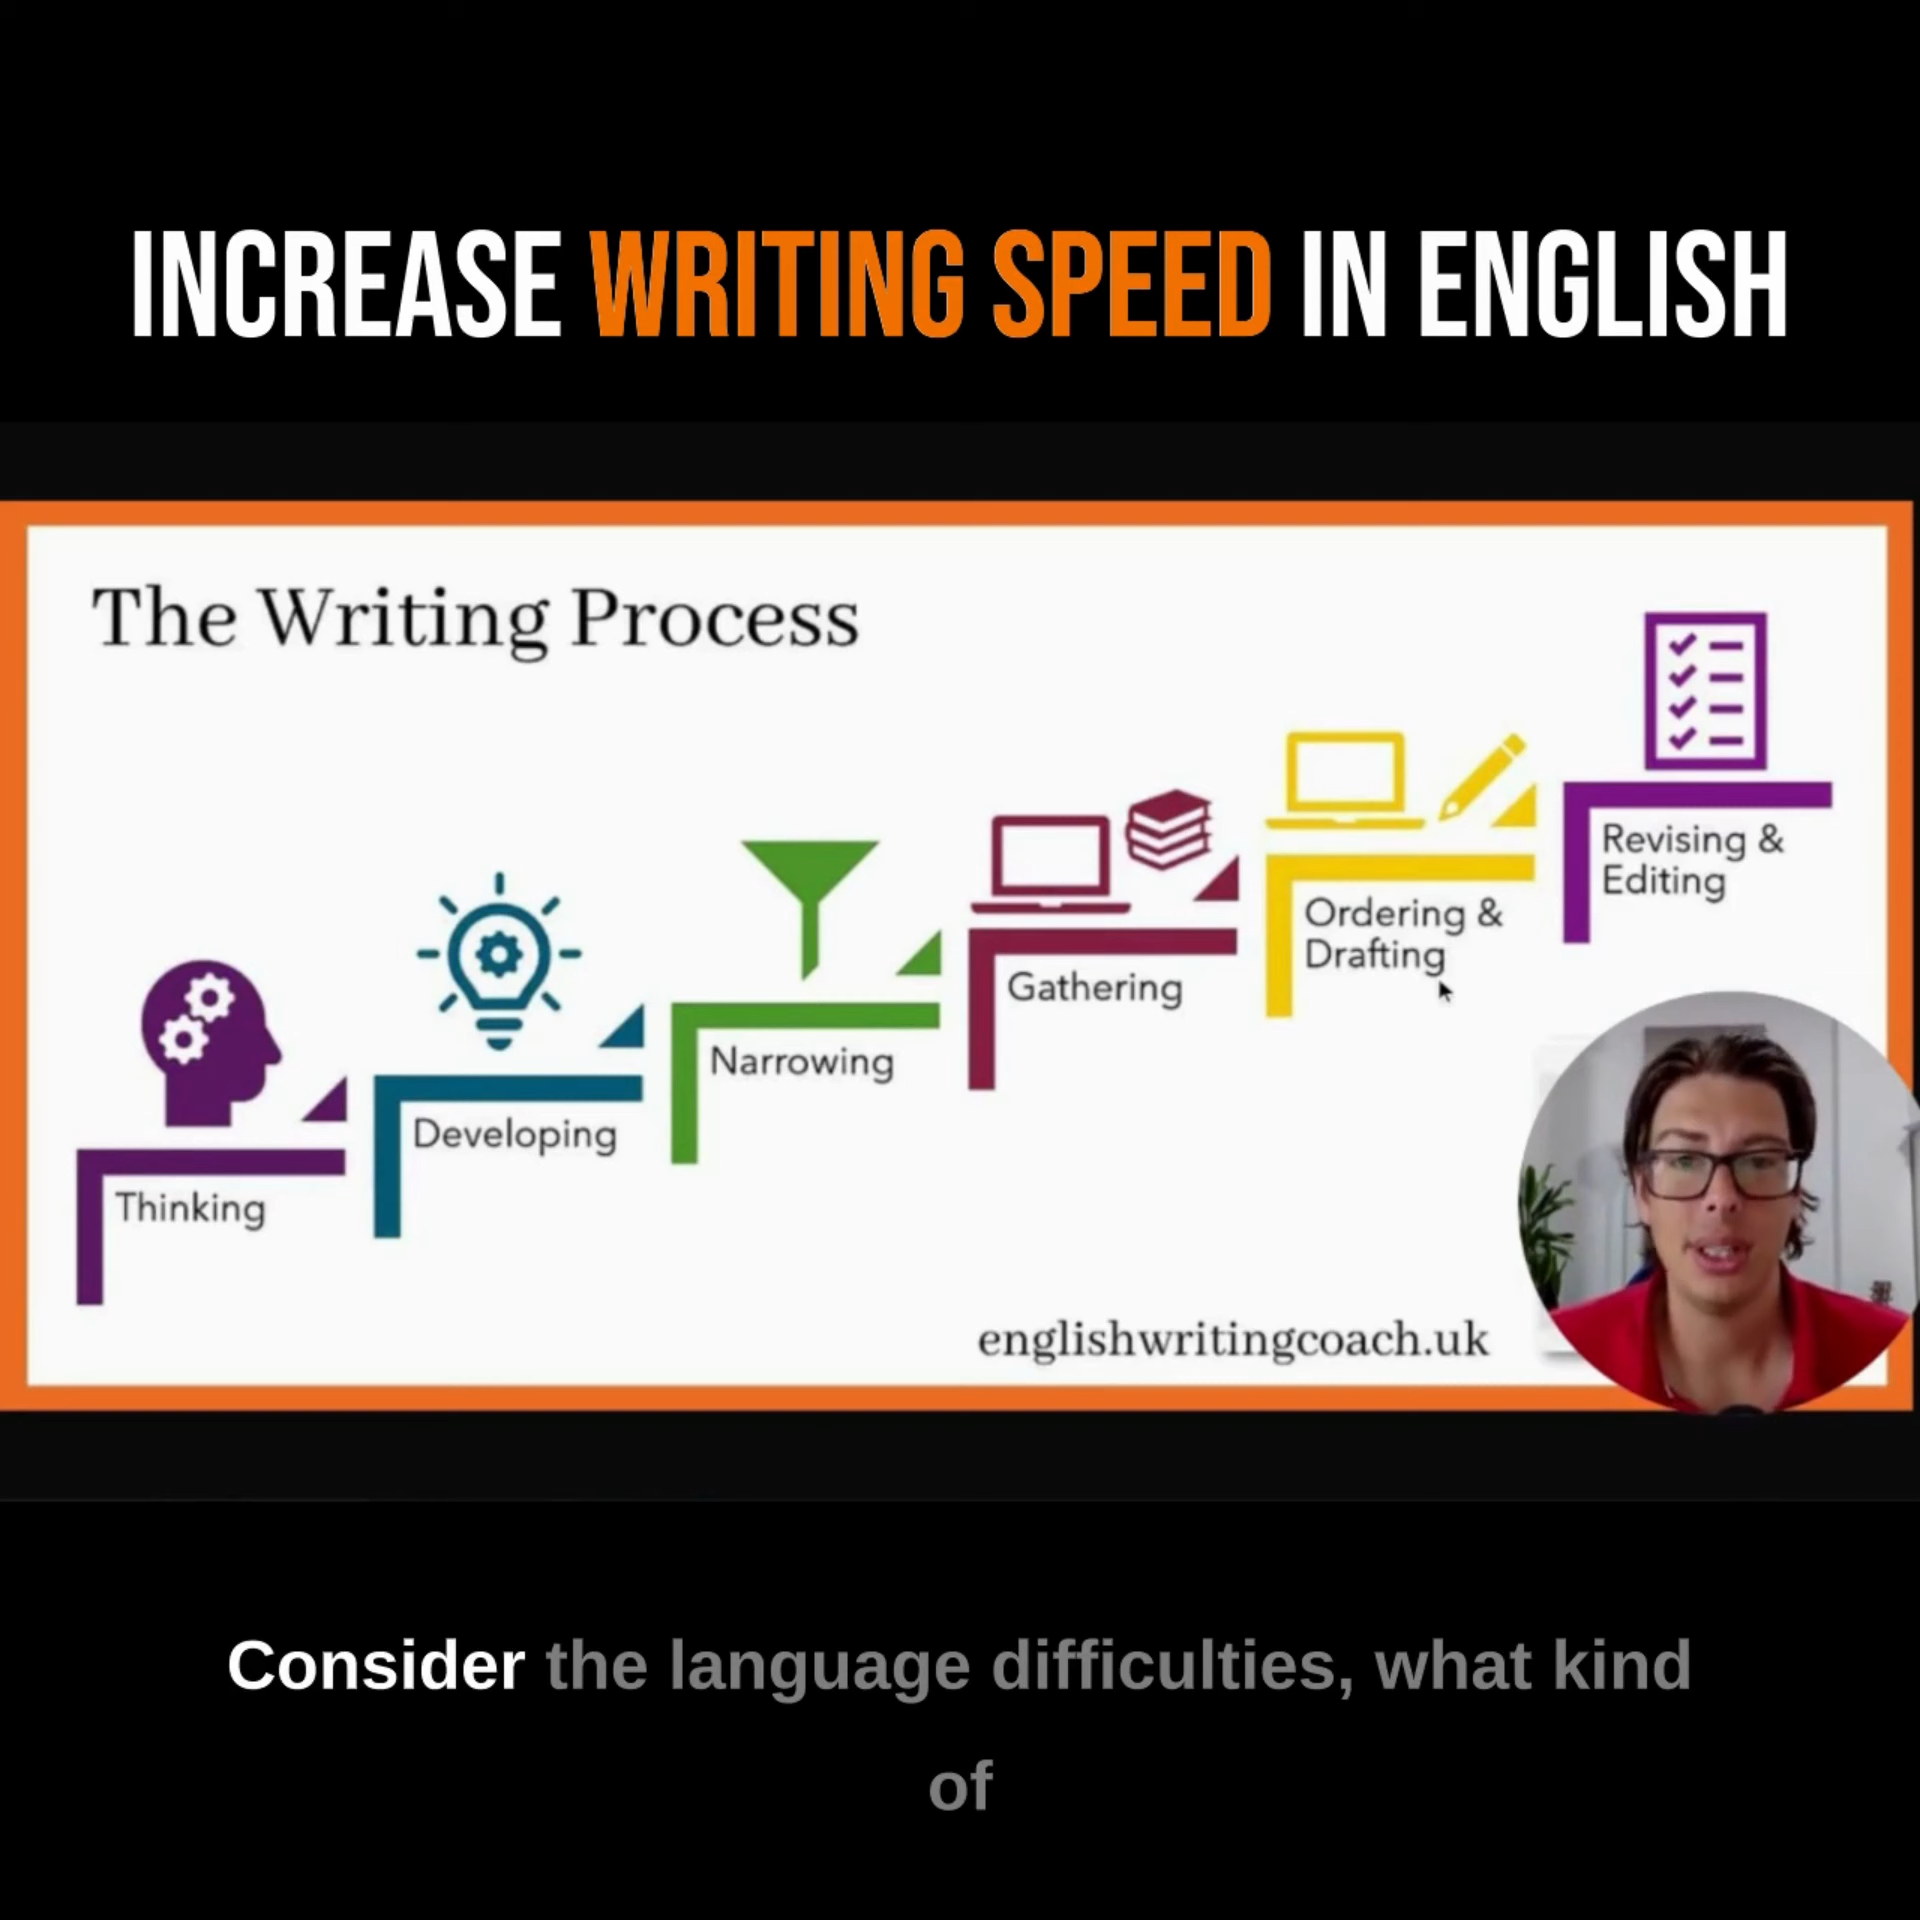 INCREASE WRITING SPEED IN ENGLISH
The Writing Process
Thinking
Developing
Narrowing
Gathering
Ordering &
Drafting
Revising &
Editing
englishwritingcoach.uk
Consider the language difficulties, what kind
of